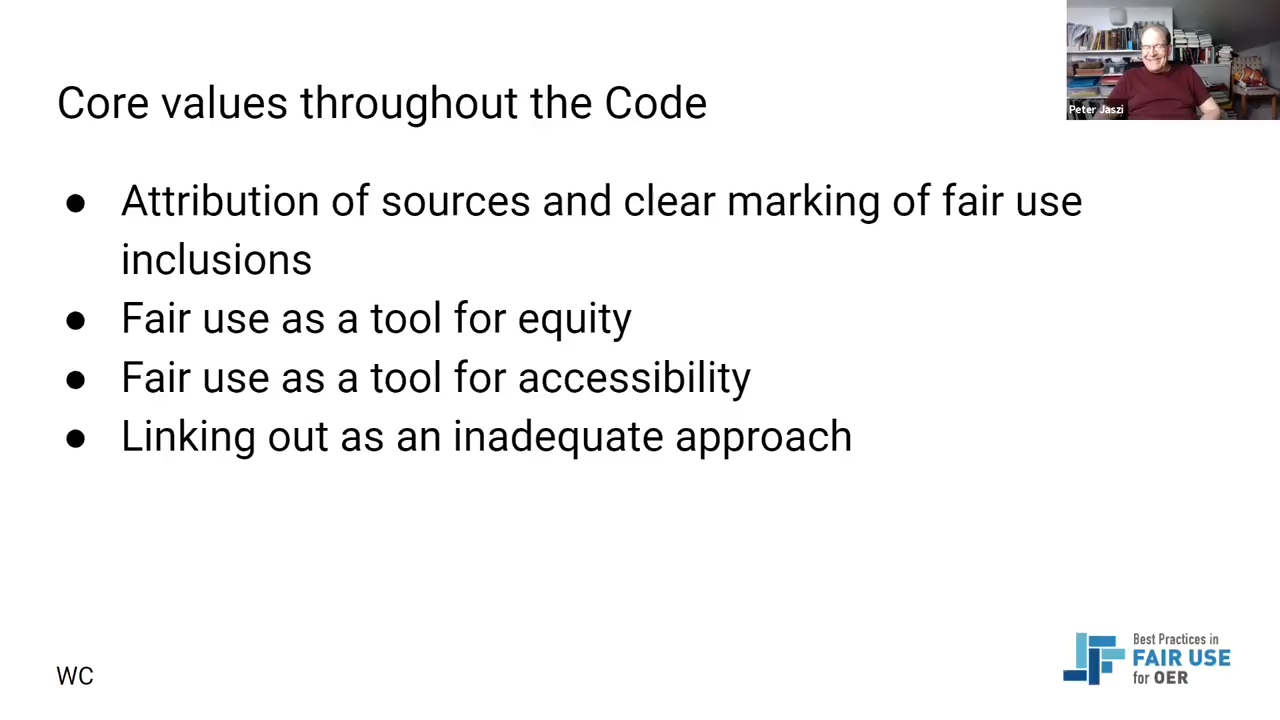 Peter Jaszi
Core values throughout the Code
● Attribution of sources and clear marking of fair use
inclusions
● Fair use as a tool for equity
● Fair use as a tool for accessibility
● Linking out as an inadequate approach
WC
Best Practices in
FAIR USE
for OER